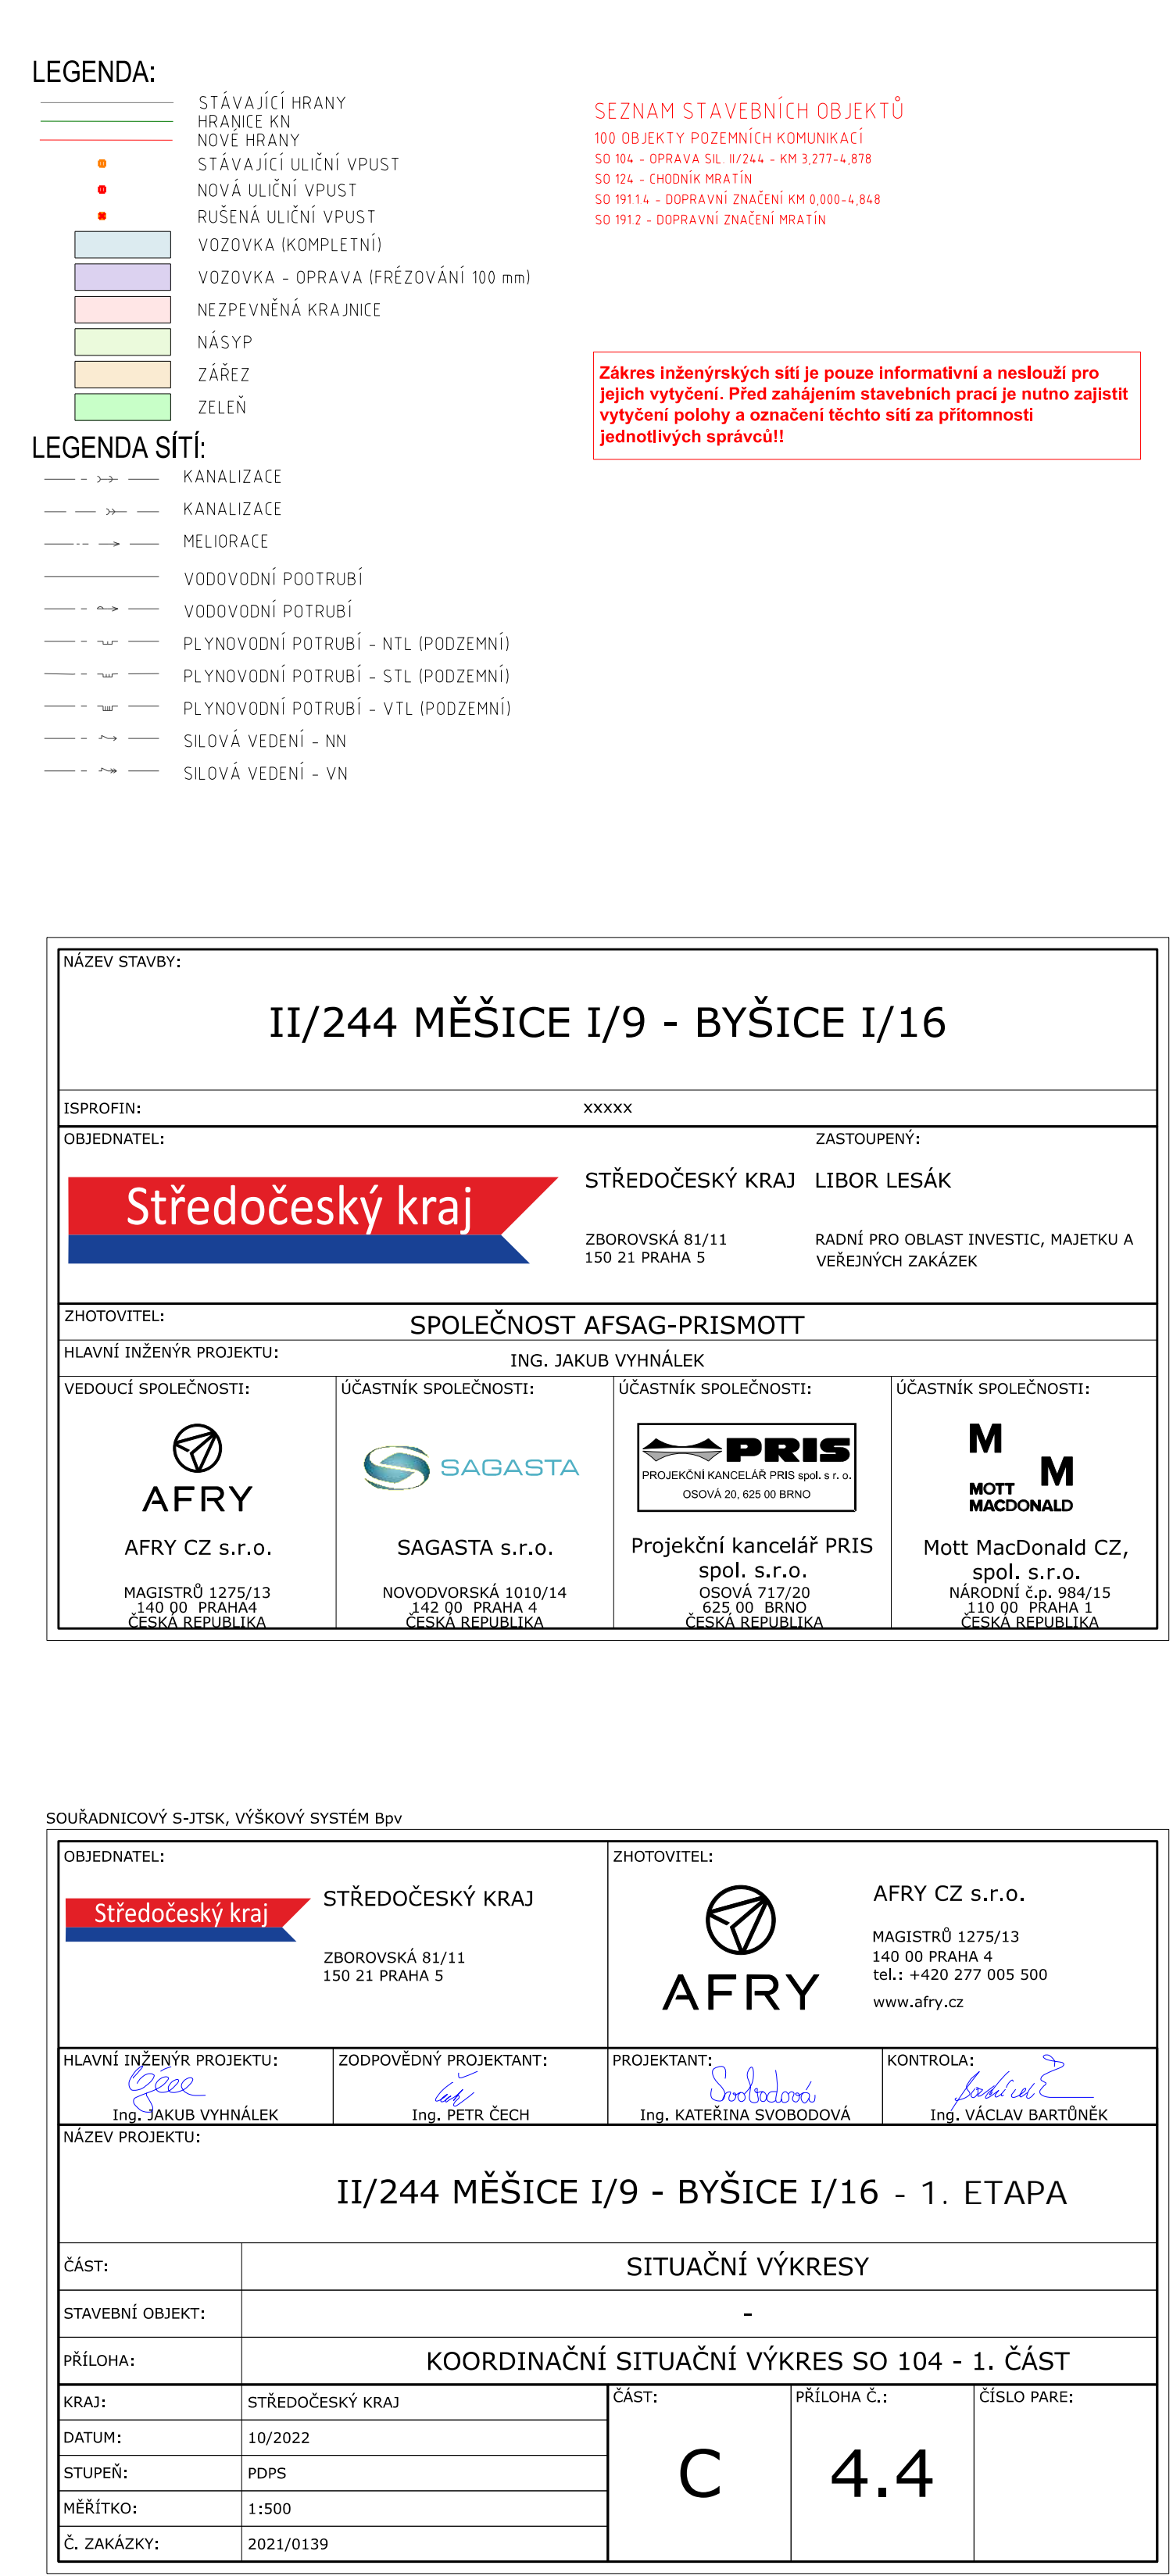 LEGENDA:
STÁVAJÍCÍ HRANY
HRANICE KN
NOVÉ HRANY
STÁVAJÍCÍ ULIČNÍ VPUST
NOVÁ ULIČNÍ VPUST
RUŠENÁ ULIČNÍ VPUST
VOZOVKA (KOMPLETNÍ)
VOZOVKA - OPRAVA (FRÉZOVÁNÍ 100 mm)
NEZPEVNĚNÁ KRAJNICE
NÁSYP
ZÁŘEZ
ZELEŇ
SEZNAM STAVEBNÍCH OBJEKTŮ
100 OBJEKTY POZEMNÍCH KOMUNIKACÍ
SO 104 - OPRAVA SIL. II/244 - KM 3,277-4,878
SO 124 - CHODNÍK MRATÍN
SO 191.1.4 - DOPRAVNÍ ZNAČENÍ KM 0,000-4,848
SO 191.2 - DOPRAVNÍ ZNAČENÍ MRATÍN
Zákres inženýrských sítí je pouze informativní a neslouží pro
jejich vytyčení. Před zahájením stavebních prací je nutno zajistit
vytyčení polohy a označení těchto sítí za přítomnosti
jednotlivých správců!!
LEGENDA SÍTÍ:
KANALIZACE
KANALIZACE
MELIORACE
VODOVODNÍ POOTRUBÍ
VODOVODNÍ POTRUBÍ
PLYNOVODNÍ POTRUBÍ - NTL (PODZEMNÍ)
PLYNOVODNÍ POTRUBÍ - STL (PODZEMNÍ)
PLYNOVODNÍ POTRUBÍ - VTL (PODZEMNÍ)
SILOVÁ VEDENÍ - NN
SILOVÁ VEDENÍ - VN
NÁZEV STAVBY:
II/244 MĚŠICE I/9 - BYŠICE I/16
ISPROFIN: xxxxx
OBJEDNATEL:
Středočeský kraj
STŘEDOČESKÝ KRAJ
ZBOROVSKÁ 81/11
150 21 PRAHA 5
ZASTOUPENÝ:
LIBOR LESÁK
RADNÍ PRO OBLAST INVESTIC, MAJETKU A
VEŘEJNÝCH ZAKÁZEK
ZHOTOVITEL: SPOLEČNOST AFSAG-PRISMOTT
HLAVNÍ INŽENÝR PROJEKTU: ING. JAKUB VYHNÁLEK
VEDOUCÍ SPOLEČNOSTI:
AFRY
AFRY CZ s.r.o.
MAGISTRŮ 1275/13
140 00 PRAHA4
ČESKÁ REPUBLIKA
ÚČASTNÍK SPOLEČNOSTI:
SAGASTA
SAGASTA s.r.o.
NOVODVORSKÁ 1010/14
142 00 PRAHA 4
ČESKÁ REPUBLIKA
ÚČASTNÍK SPOLEČNOSTI:
PRIS
PROJEKČNÍ KANCELÁŘ PRIS spol. s r. o.
OSOVÁ 20, 625 00 BRNO
Projekční kancelář PRIS
spol. s.r.o.
OSOVÁ 717/20
625 00 BRNO
ČESKÁ REPUBLIKA
ÚČASTNÍK SPOLEČNOSTI:
M
M
MOTT
MACDONALD
Mott MacDonald CZ,
spol. s.r.o.
NÁRODNÍ č.p. 984/15
110 00 PRAHA 1
ČESKÁ REPUBLIKA
SOUŘADNICOVÝ S-JTSK, VÝŠKOVÝ SYSTÉM Bpv
OBJEDNATEL:
Středočeský kraj
STŘEDOČESKÝ KRAJ
ZBOROVSKÁ 81/11
150 21 PRAHA 5
ZHOTOVITEL:
AFRY
AFRY CZ s.r.o.
MAGISTRŮ 1275/13
140 00 PRAHA 4
tel.: +420 277 005 500
www.afry.cz
HLAVNÍ INŽENÝR PROJEKTU:
Ing. JAKUB VYHNÁLEK
ZODPOVĚDNÝ PROJEKTANT:
Ing. PETR ČECH
PROJEKTANT:
Svobodová
Ing. KATEŘINA SVOBODOVÁ
KONTROLA:
Ing. VÁCLAV BARTŮNĚK
NÁZEV PROJEKTU:
II/244 MĚŠICE I/9 - BYŠICE I/16 - 1. ETAPA
ČÁST: SITUAČNÍ VÝKRESY
STAVEBNÍ OBJEKT: -
PŘÍLOHA: KOORDINAČNÍ SITUAČNÍ VÝKRES SO 104 - 1. ČÁST
KRAJ: STŘEDOČESKÝ KRAJ
DATUM: 10/2022
STUPEŇ: PDPS
MĚŘÍTKO: 1:500
Č. ZAKÁZKY: 2021/0139
ČÁST:
C
PŘÍLOHA Č.:
4.4
ČÍSLO PARE: